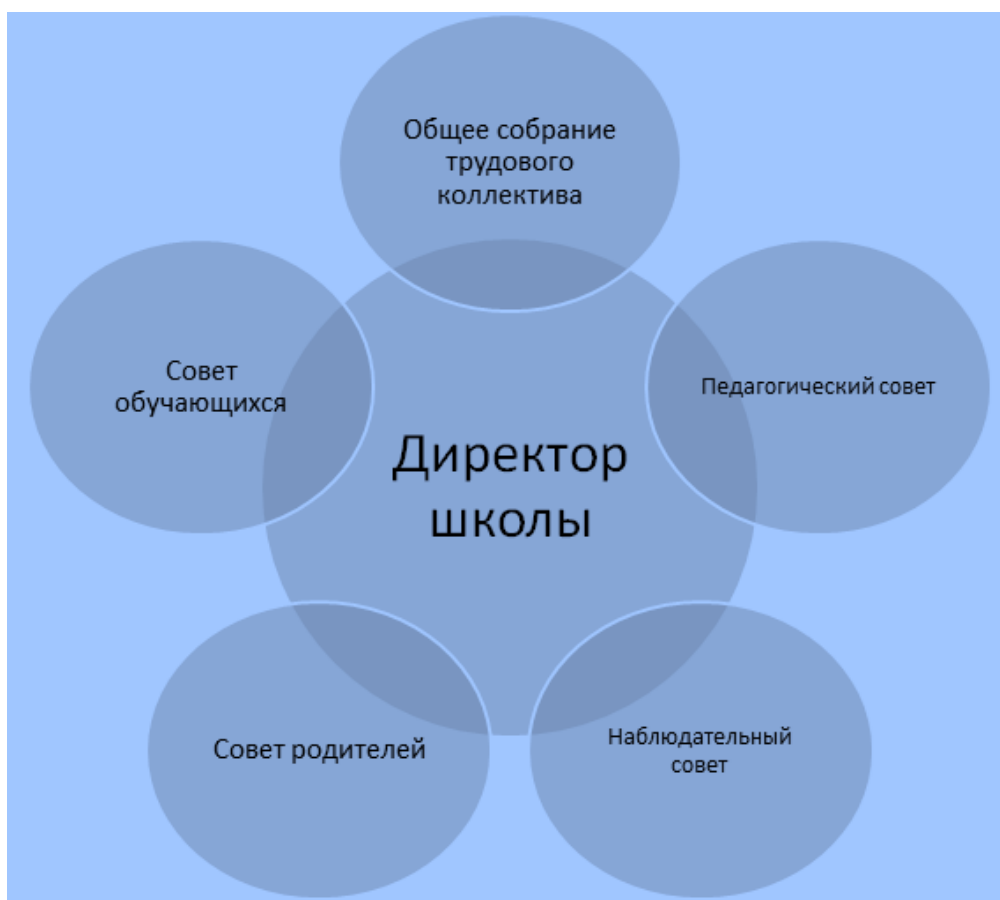 Общее собрание
трудового
коллектива
Совет
обучающихся
Педагогический совет
Директор
школы
Совет родителей
Наблюдательный
совет